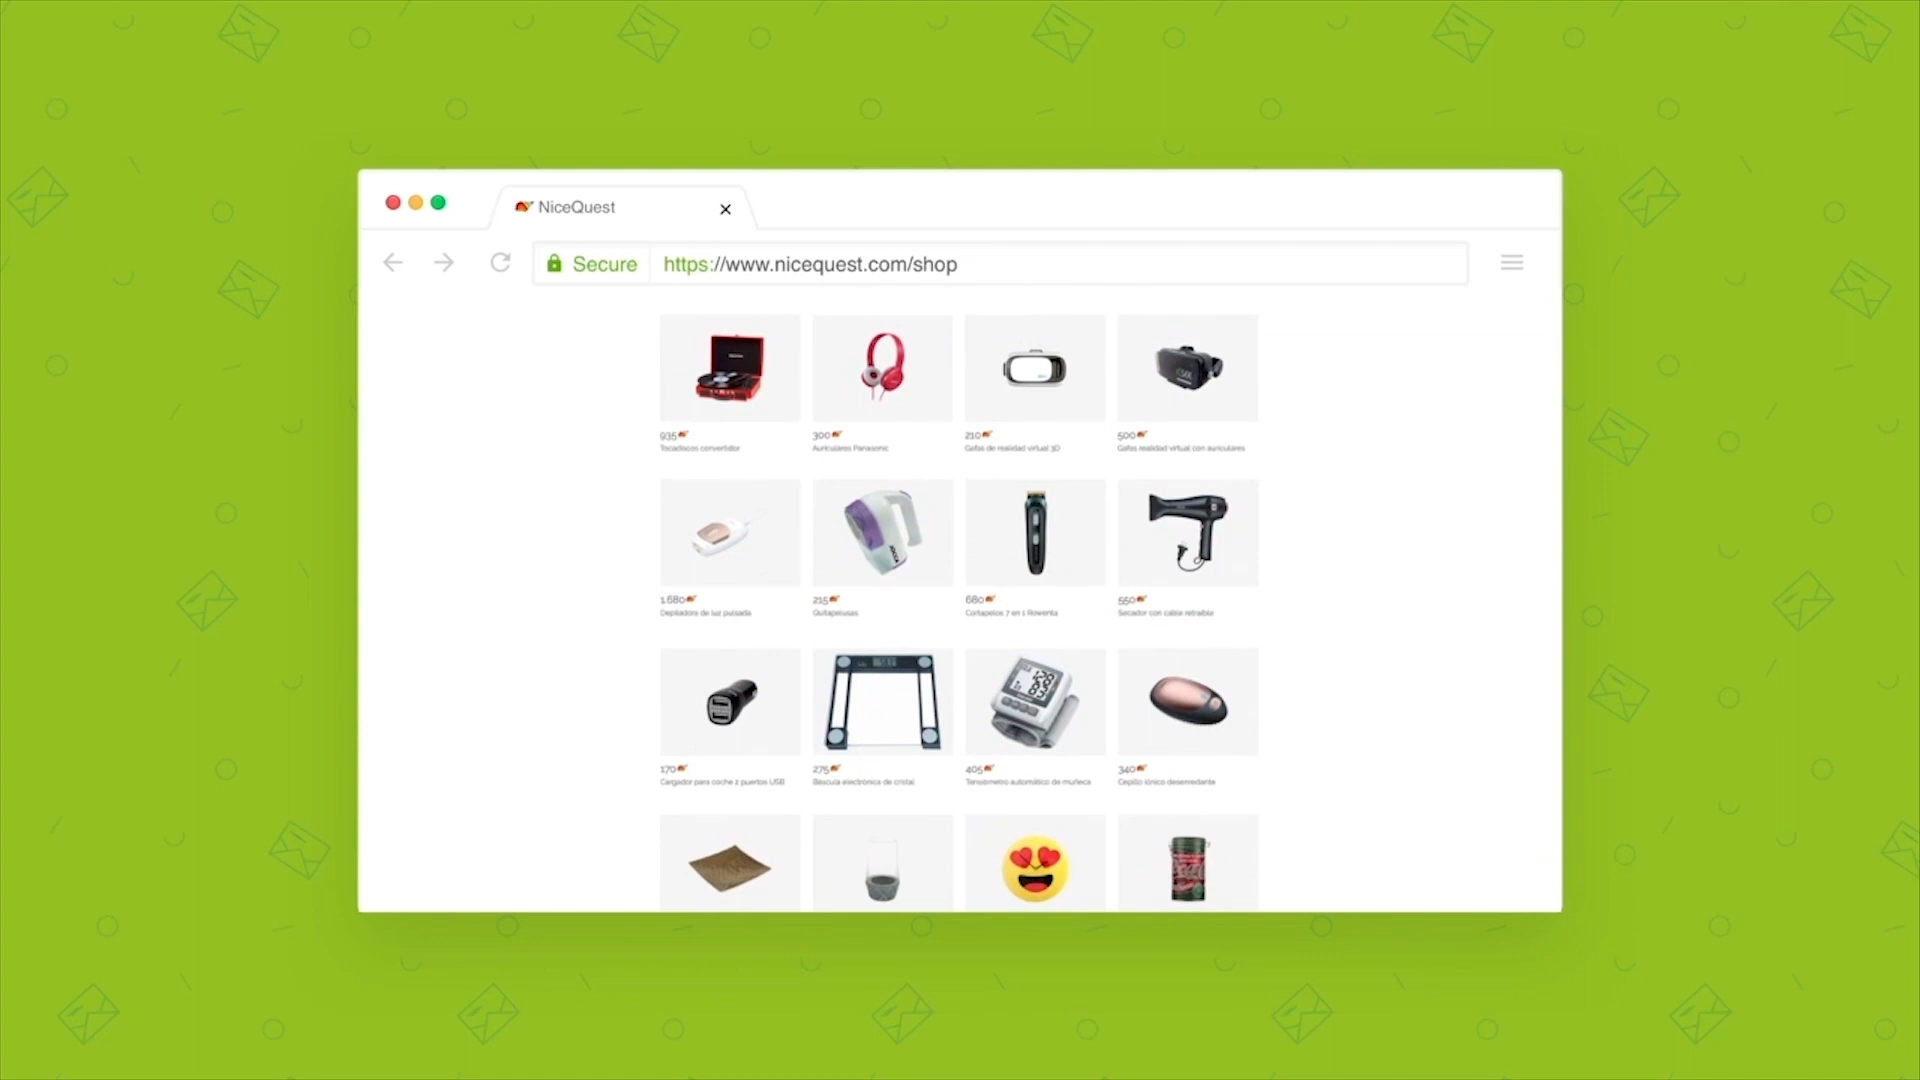 NiceQuest
Secure
https://www.nicequest.com/shop
935
Tocadiscos convertidor
300
Auriculares Panasonic
210
Gafas de realidad virtual 3D
500
Gafas realidad virtual con auriculares
1.680
Depiladora de luz pulsada
215
Quitapelusas
680
Cortapelos 7 en 1 Rowenta
550
Secador con cable retraíble
170
Cargador para coche 2 puertos USB
275
Báscula electrónica de cristal
405
Tensiómetro automático de muñeca
340
Cepillo iónico desenredante